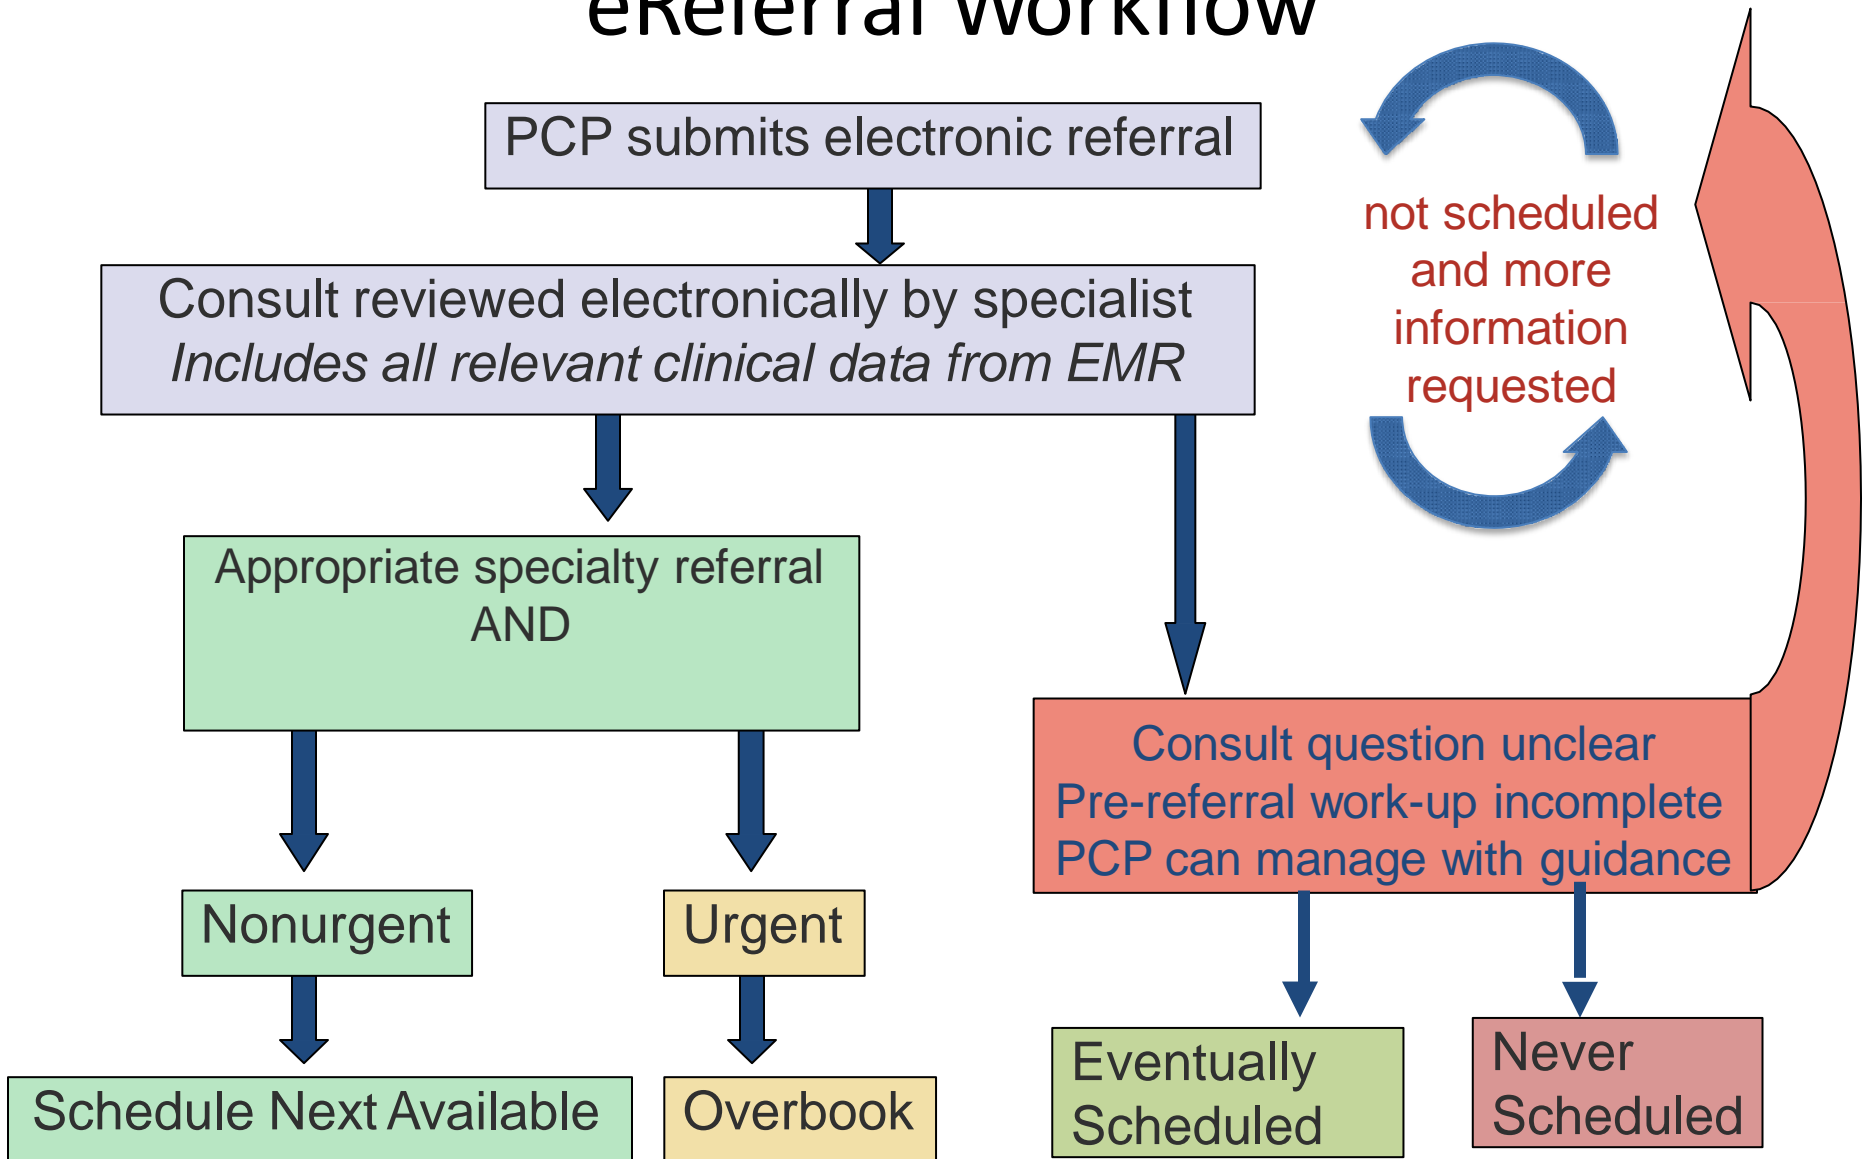 eReferral Workflow
PCP submits electronic referral
not scheduled
and more
information
requested
Consult reviewed electronically by specialist
Includes all relevant clinical data from EMR
Appropriate specialty referral
AND
Consult question unclear
Pre-referral work-up incomplete
PCP can manage with guidance
Nonurgent
Urgent
Schedule Next Available
Overbook
Eventually
Scheduled
Never
Scheduled